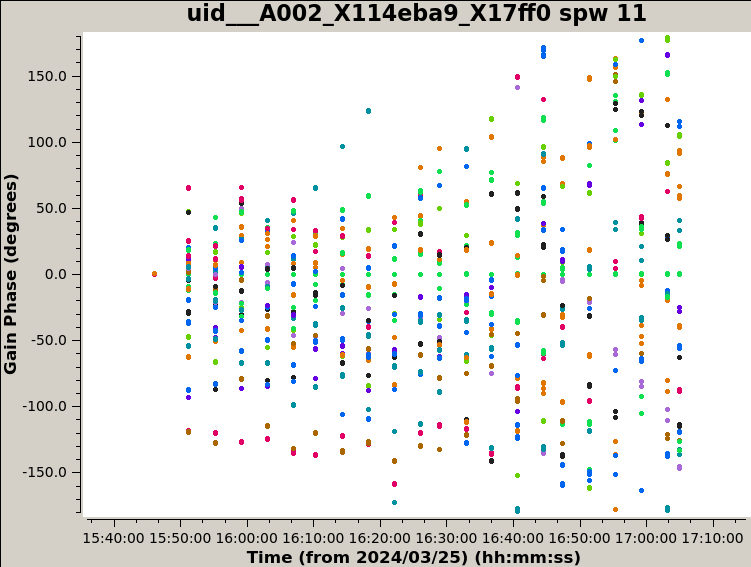 uid___A002_X114eba9_X17ff0 spw 11
Gain Phase (degrees)
150.0
100.0
50.0
0.0
-50.0
-100.0
-150.0
15:40:00 15:50:00 16:00:00 16:10:00 16:20:00 16:30:00 16:40:00 16:50:00 17:00:00 17:10:00
Time (from 2024/03/25) (hh:mm:ss)